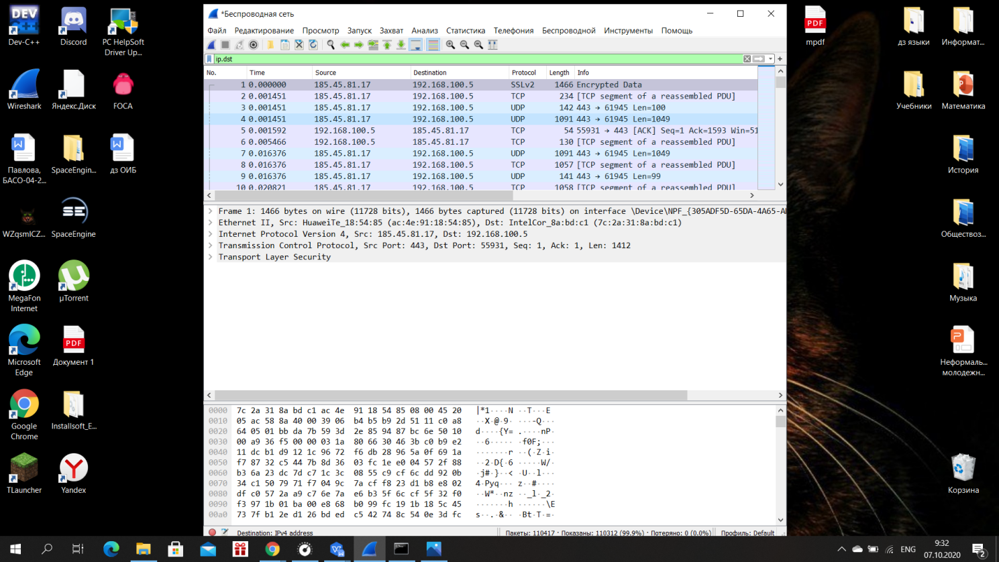 Dev-C++
Discord
PC HelpSoft
Driver Up...
Wireshark
Яндекс.Диск
FOCA
Павлова,
БАСО-04-2...
SpaceEngin...
дз ОИБ
WZqsmICZ...
SpaceEngine
MegaFon
Internet
µTorrent
Microsoft
Edge
Документ 1
Google
Chrome
Installsoft_E...
TLauncher
Yandex
*Беспроводная сеть
Файл Редактирование Просмотр Запуск Захват Анализ Статистика Телефония Беспроводной Инструменты Помощь
ip.dst
No. Time Source Destination Protocol Length Info
1 0.000000 185.45.81.17 192.168.100.5 SSLv2 1466 Encrypted Data
2 0.001451 185.45.81.17 192.168.100.5 TCP 234 [TCP segment of a reassembled PDU]
3 0.001451 185.45.81.17 192.168.100.5 UDP 142 443 → 61945 Len=100
4 0.001451 185.45.81.17 192.168.100.5 UDP 1091 443 → 61945 Len=1049
5 0.001592 192.168.100.5 185.45.81.17 TCP 54 55931 → 443 [ACK] Seq=1 Ack=1593 Win=51
6 0.005466 192.168.100.5 185.45.81.17 TCP 130 [TCP segment of a reassembled PDU]
7 0.016376 185.45.81.17 192.168.100.5 UDP 1091 443 → 61945 Len=1049
8 0.016376 185.45.81.17 192.168.100.5 TCP 1057 [TCP segment of a reassembled PDU]
9 0.016376 185.45.81.17 192.168.100.5 UDP 141 443 → 61945 Len=99
10 0.020821 185.45.81.17 192.168.100.5 TCP 1058 [TCP segment of a reassembled PDU]
Frame 1: 1466 bytes on wire (11728 bits), 1466 bytes captured (11728 bits) on interface \Device\NPF_{305ADF5D-65DA-4A65-A
Ethernet II, Src: HuaweiTe_18:54:85 (ac:4e:91:18:54:85), Dst: IntelCor_8a:bd:c1 (7c:2a:31:8a:bd:c1)
Internet Protocol Version 4, Src: 185.45.81.17, Dst: 192.168.100.5
Transmission Control Protocol, Src Port: 443, Dst Port: 55931, Seq: 1, Ack: 1, Len: 1412
Transport Layer Security
0000 7c 2a 31 8a bd c1 ac 4e 91 18 54 85 08 00 45 20 |*1····N ··T···E
0010 05 ac 58 8a 40 00 39 06 b4 b5 b9 2d 51 11 c0 a8 ··X·@·9· ···-Q···
0020 64 05 01 bb da 7b 59 3d 2e 85 94 87 bc 6e 50 10 d····{Y= .····nP·
0030 00 a9 36 f5 00 00 03 1a 80 66 30 46 3b c0 b9 e2 ··6····· ·f0F;···
0040 11 dc b1 d9 12 1c 96 72 f6 db 28 96 5a 0f 69 1a ·······r ··(·Z·i·
0050 f7 87 32 c5 44 7b 8d 36 03 fc 1e e0 04 57 2f 88 ··2·D{·6 ·····W/·
0060 b3 6a 23 dc 7d c7 1c 3c 08 55 c9 cf 6c dd 92 0b ·j#·}··< ·U··l···
0070 34 c1 50 79 71 f7 04 9c 7a cf f8 23 d1 b8 e8 02 4·Pyq··· z··#····
0080 df c0 57 2a a9 c7 6e 7a e6 b3 5f 6c cf 5f 32 f0 ··W*··nz ··_l·_2·
0090 f3 97 1b 01 ba 00 e8 68 b0 99 fc 19 1b 18 5c 45 ·······h ······\E
00a0 73 7f b1 2e d1 26 bd ed c5 42 74 8c 54 0e 3d fc s··.·&·· ·Bt·T·=·
Destination: IPv4 address
Пакеты: 110417 · Показаны: 110312 (99.9%) · Потеряно: 0 (0.0%)
Профиль: Default
mpdf
дз языки
Информат...
Учебники
Математика
История
Обществоз...
Музыка
Неформаль...
молодежн...
Корзина
ENG
9:32
07.10.2020
2